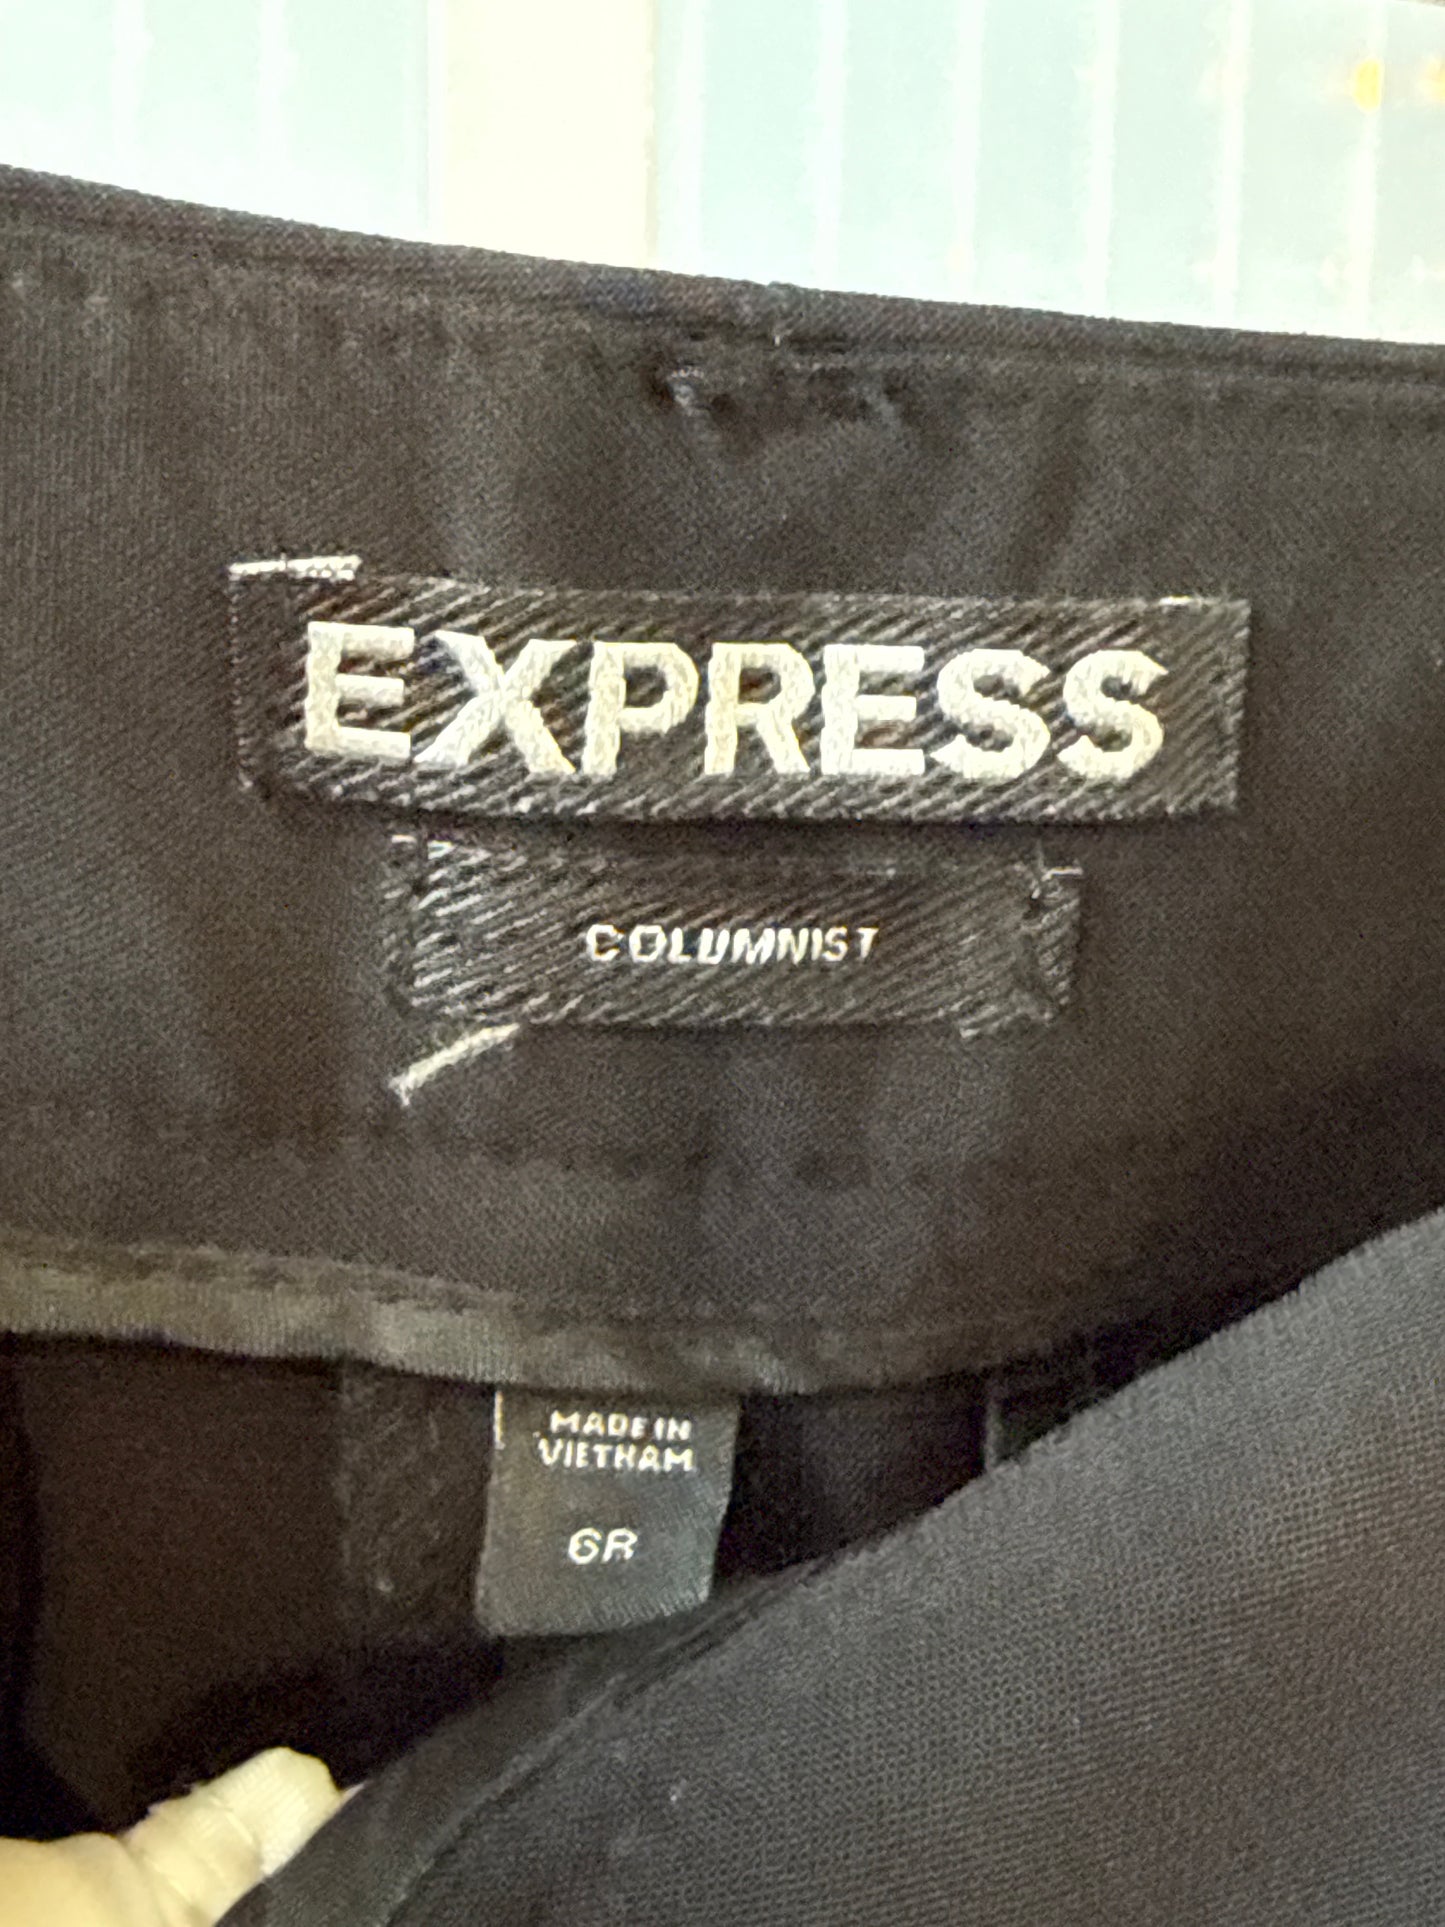 EXPRESS
COLUMNIST
MADE IN
VIETNAM
6R